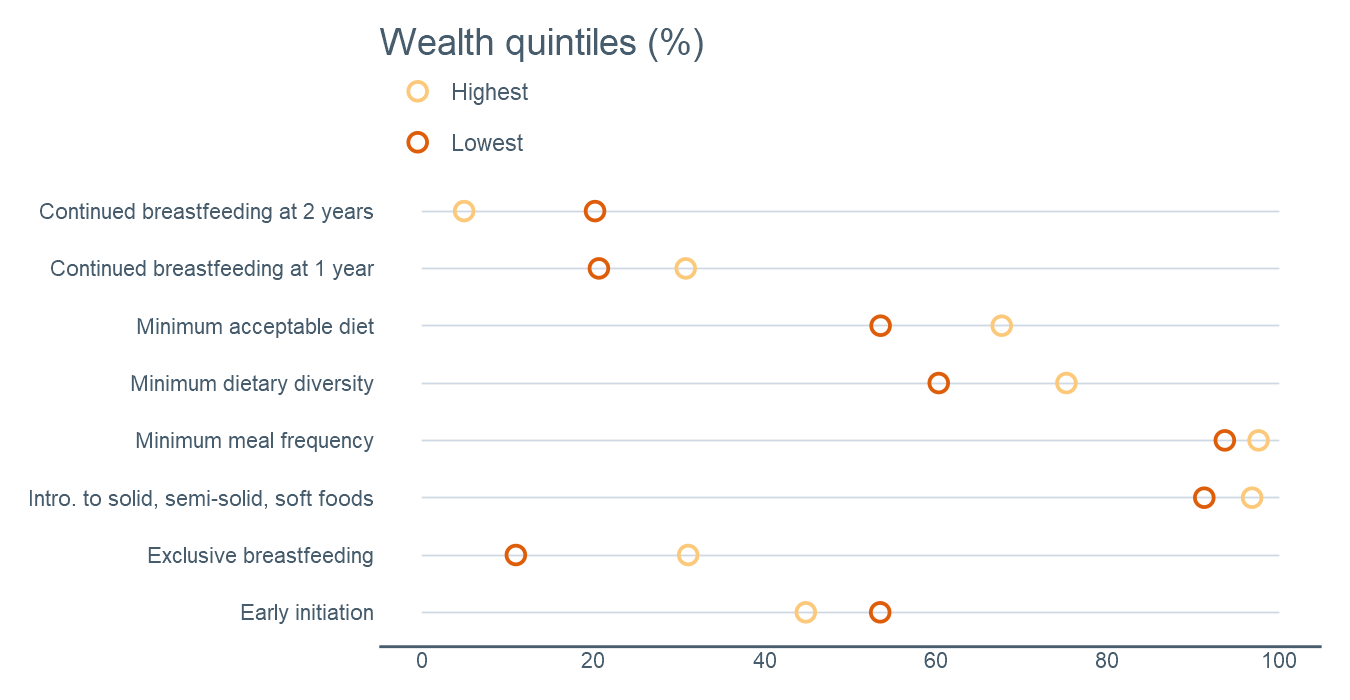 Wealth quintiles (%)
Highest
Lowest
Continued breastfeeding at 2 years
Continued breastfeeding at 1 year
Minimum acceptable diet
Minimum dietary diversity
Minimum meal frequency
Intro. to solid, semi-solid, soft foods
Exclusive breastfeeding
Early initiation
0 20 40 60 80 100